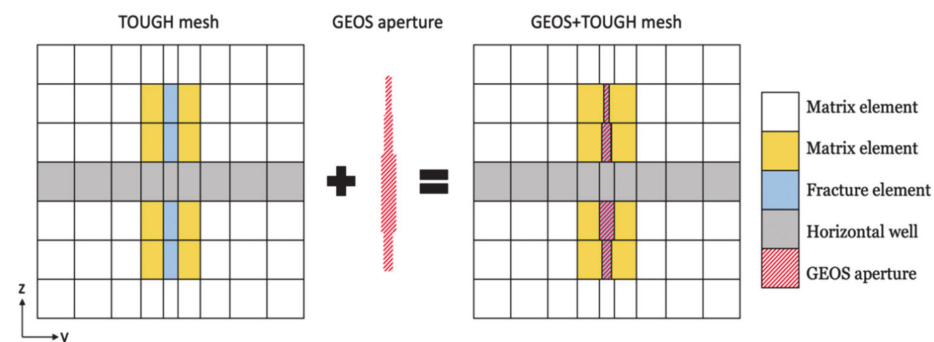 TOUGH mesh
GEOS aperture
GEOS+TOUGH mesh
Matrix element
Matrix element
Fracture element
Horizontal well
GEOS aperture
Z
Y